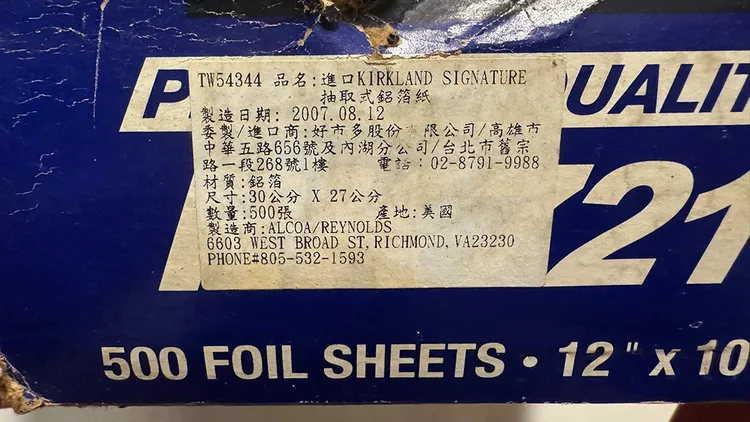 TW54344 品名:進口KIRKLAND SIGNATURE
抽取式鋁箔紙
製造日期: 2007.08.12
委製/進口商:好市多股份 限公司/高雄市
中華五路656號及內湖分公司/台北市舊宗
路一段268號1樓 電話:02-8791-9988
材質:鋁箔
尺寸:30公分 X 27公分
數量:500張 產地:美國
製造商:ALCOA/REYNOLDS
6603 WEST BROAD ST,RICHMOND,VA23230
PHONE#805-532-1593
500 FOIL SHEETS • 12" x 10